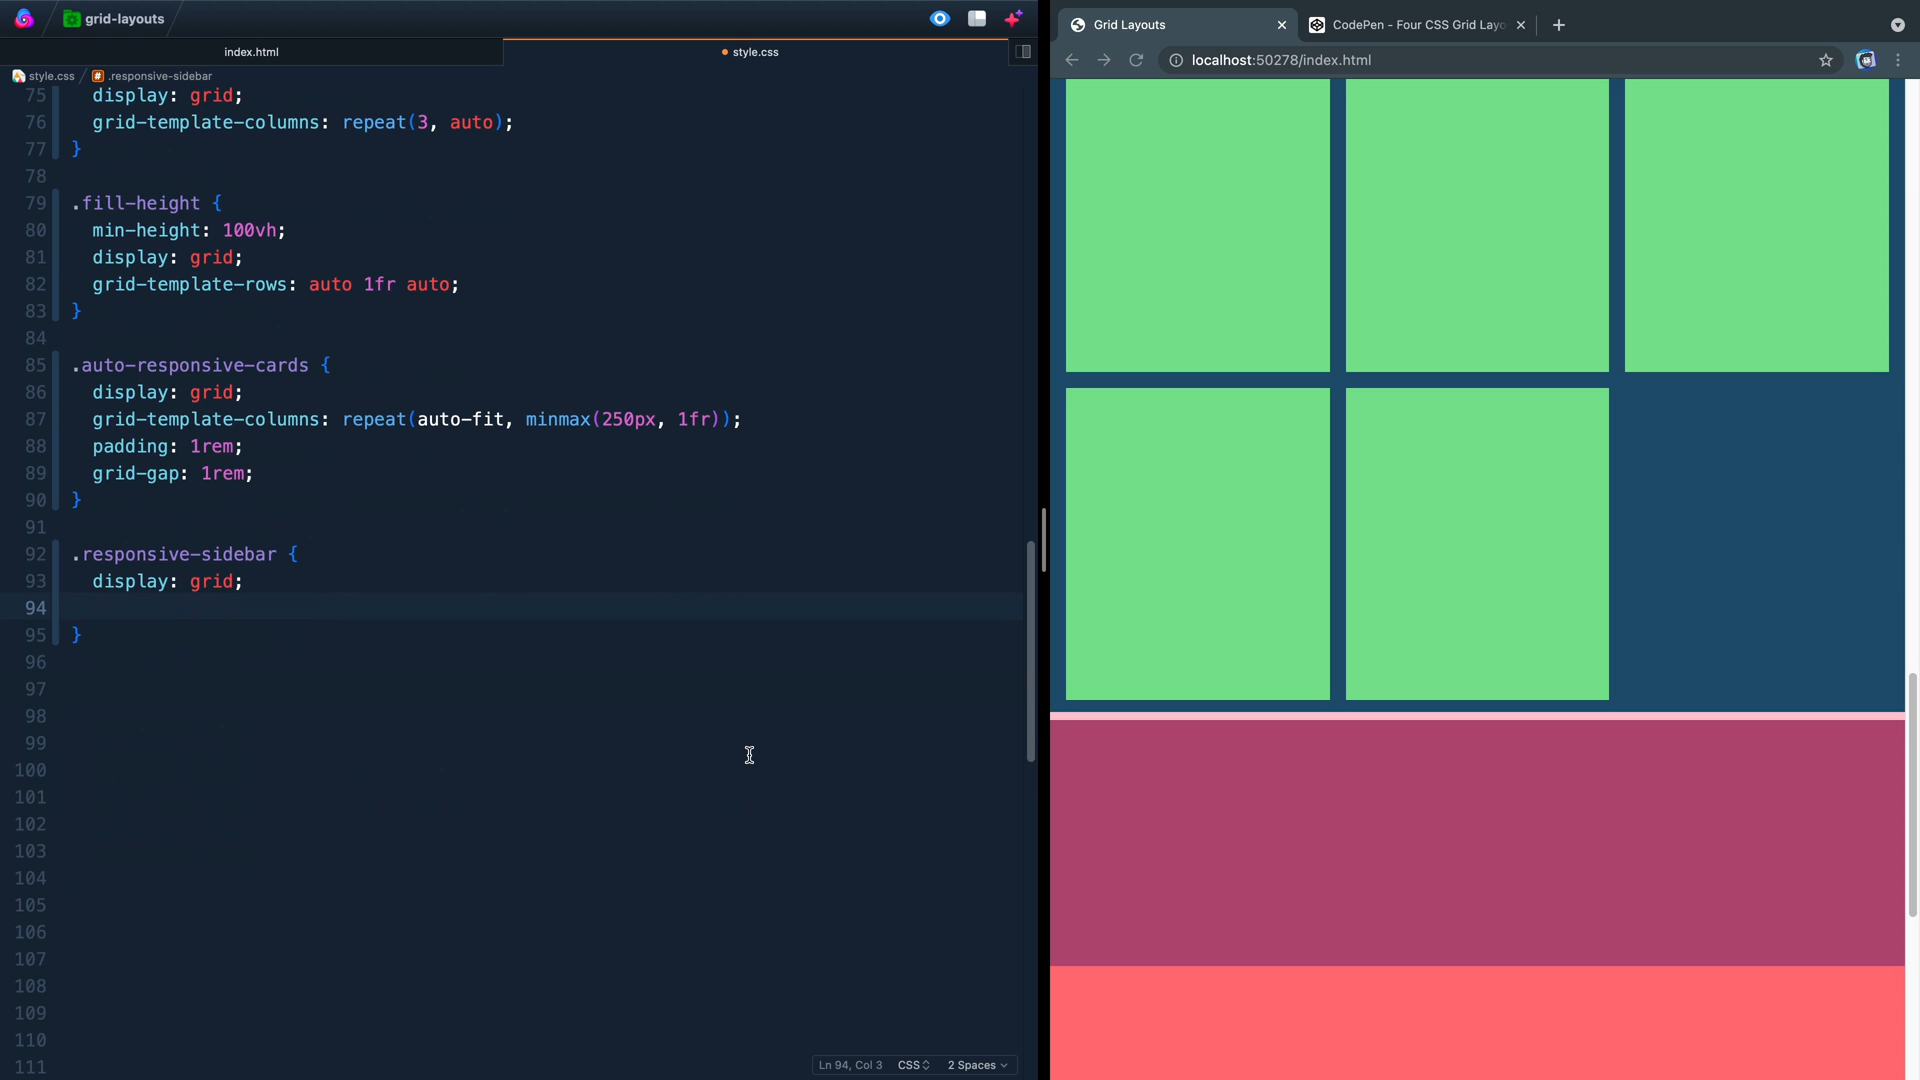 grid-layouts
index.html
style.css
style.css
.responsive-sidebar
75 display: grid;
76 grid-template-columns: repeat(3, auto);
77 }
78
79 .fill-height {
80 min-height: 100vh;
81 display: grid;
82 grid-template-rows: auto 1fr auto;
83 }
84
85 .auto-responsive-cards {
86 display: grid;
87 grid-template-columns: repeat(auto-fit, minmax(250px, 1fr));
88 padding: 1rem;
89 grid-gap: 1rem;
90 }
91
92 .responsive-sidebar {
93 display: grid;
94
95 }
96
97
98
99
100
101
102
103
104
105
106
107
108
109
110
111
Ln 94, Col 3 CSS 2 Spaces
Grid Layouts
CodePen - Four CSS Grid Layo
localhost:50278/index.html